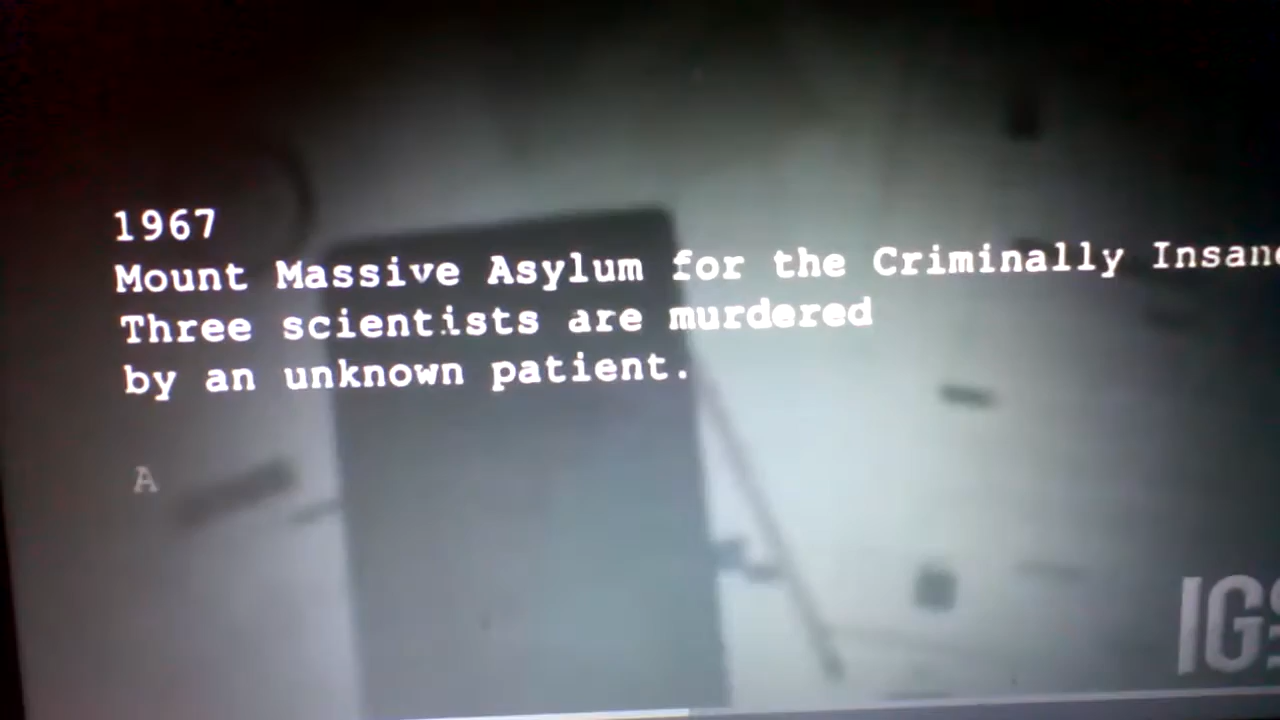 1967
Mount Massive Asylum for the Criminally
Three scientists are murdered
by an unknown patient.
A